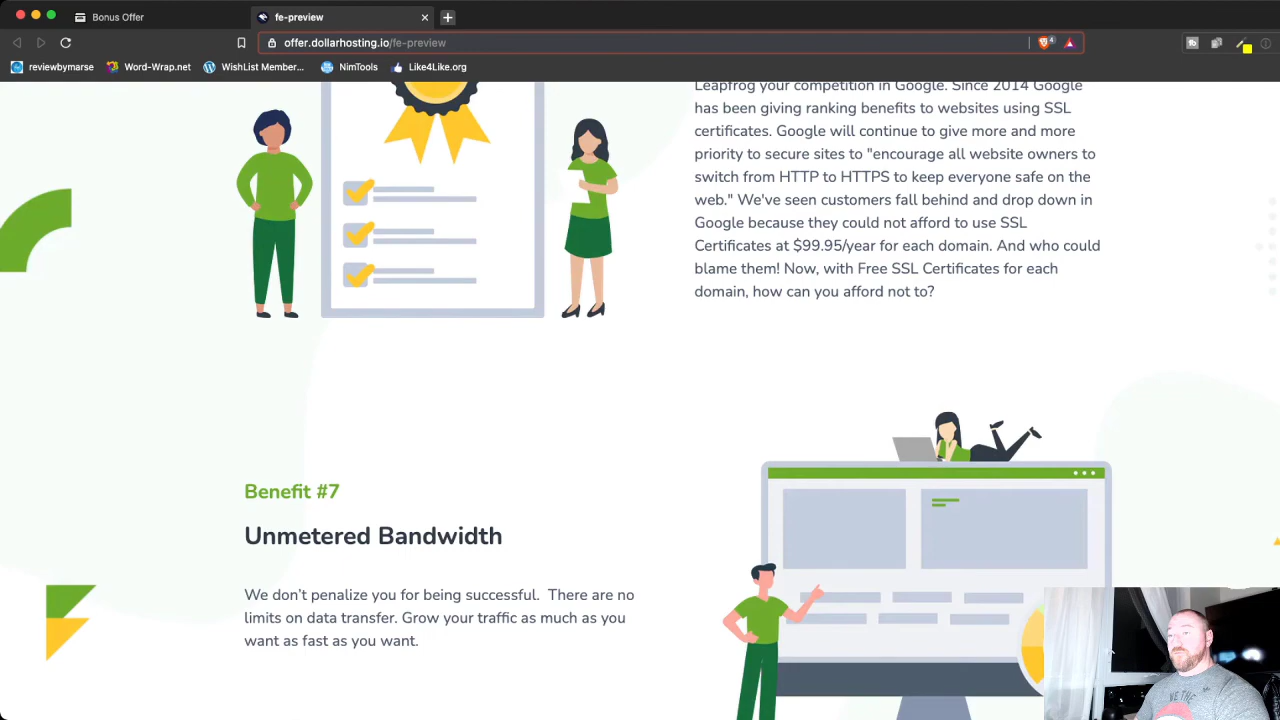 Bonus Offer
fe-preview
offer.dollarhosting.io/fe-preview
4
reviewbymarse
Word-Wrap.net
WishList Member...
NimTools
Like4Like.org
Leapfrog your competition in Google. Since 2014 Google
has been giving ranking benefits to websites using SSL
certificates. Google will continue to give more and more
priority to secure sites to "encourage all website owners to
switch from HTTP to HTTPS to keep everyone safe on the
web." We've seen customers fall behind and drop down in
Google because they could not afford to use SSL
Certificates at $99.95/year for each domain. And who could
blame them! Now, with Free SSL Certificates for each
domain, how can you afford not to?
Benefit #7
Unmetered Bandwidth
We don't penalize you for being successful.  There are no
limits on data transfer. Grow your traffic as much as you
want as fast as you want.
WE THE